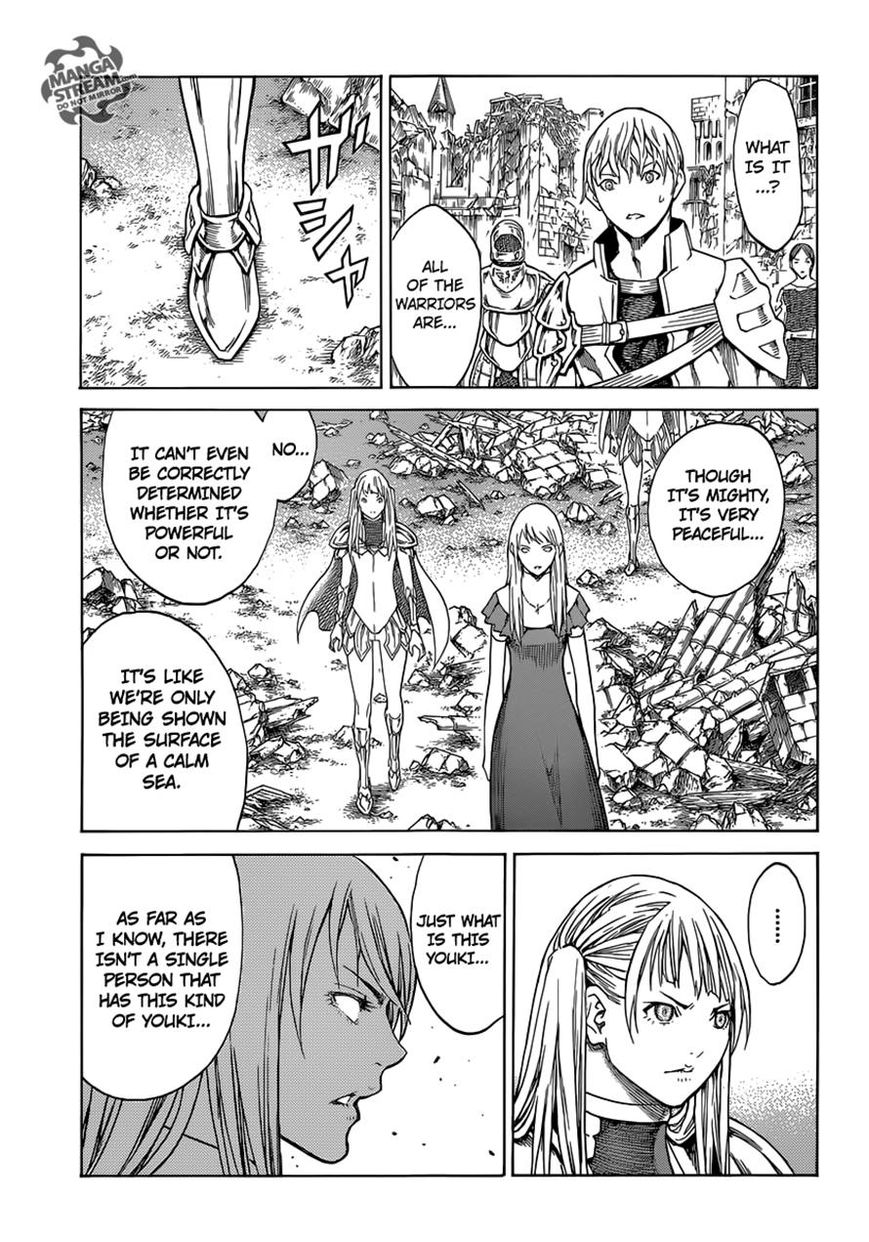 MANGA
STREAM.com
DO NOT MIRROR!
WHAT
IS IT
...?
ALL
OF THE
WARRIORS
ARE...
ガシャ
THOUGH
IT'S MIGHTY,
IT'S VERY
PEACEFUL...
NO...
IT CAN'T EVEN
BE CORRECTLY
DETERMINED
WHETHER IT'S
POWERFUL
OR NOT.
IT'S LIKE
WE'RE ONLY
BEING SHOWN
THE SURFACE
OF A CALM
SEA.
........
JUST WHAT
IS THIS
YOUKI...
AS FAR AS
I KNOW, THERE
ISN'T A SINGLE
PERSON THAT
HAS THIS KIND
OF YOUKI...